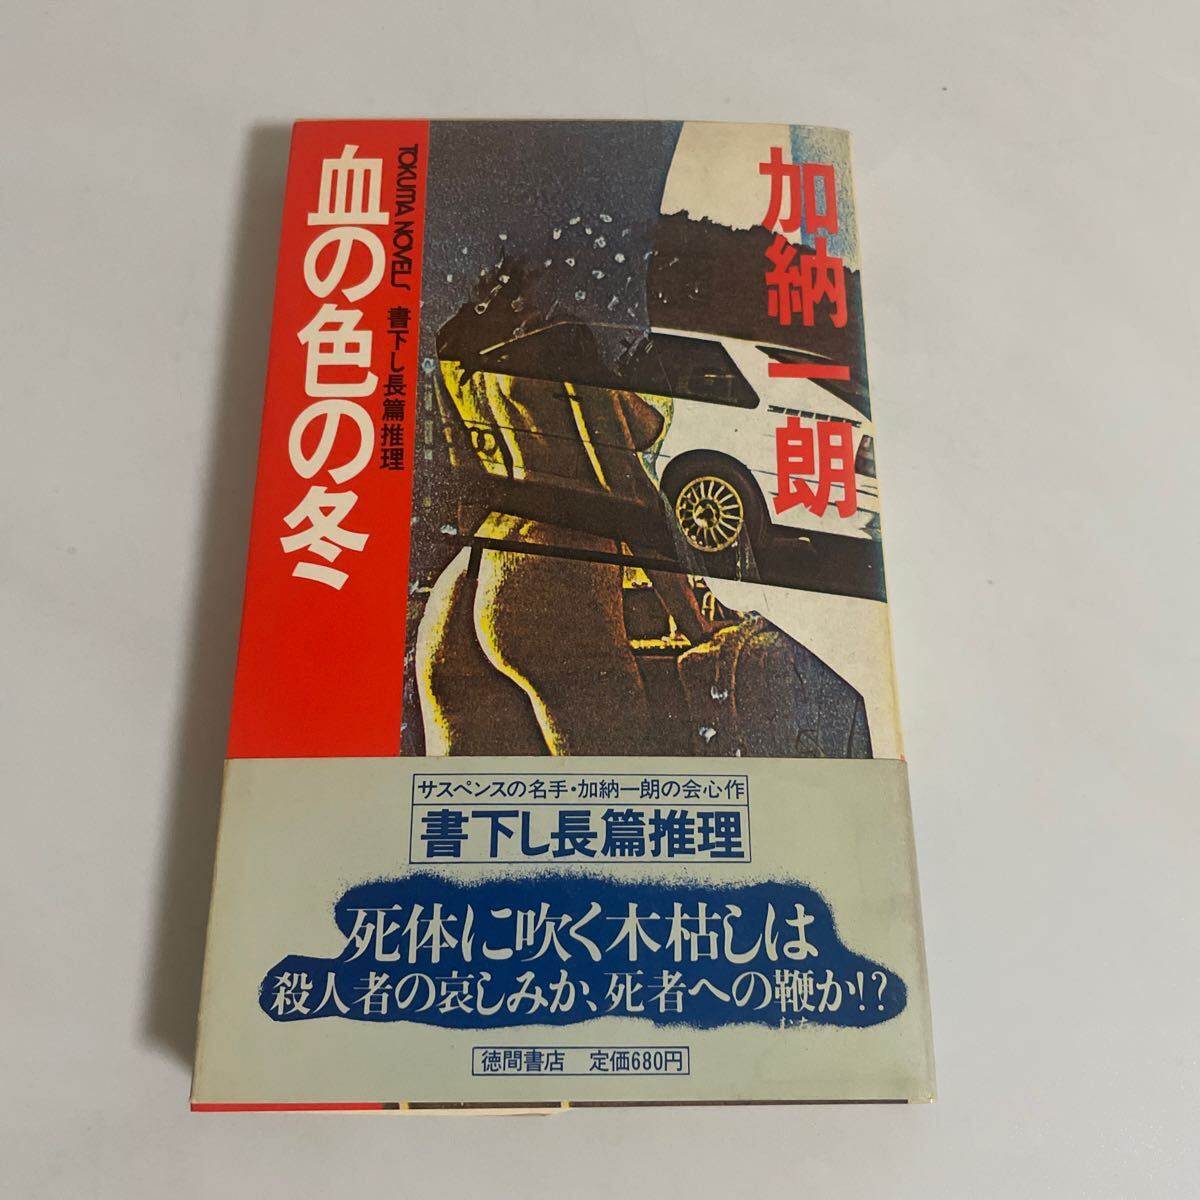 加納一朗
TOKUMA NOVELS 書下し長篇推理
血の色の冬
サスペンスの名手・加納一朗の会心作
書下し長篇推理
死体に吹く木枯しは
殺人者の哀しみか、死者への鞭か!?
むち
徳間書店 定価680円